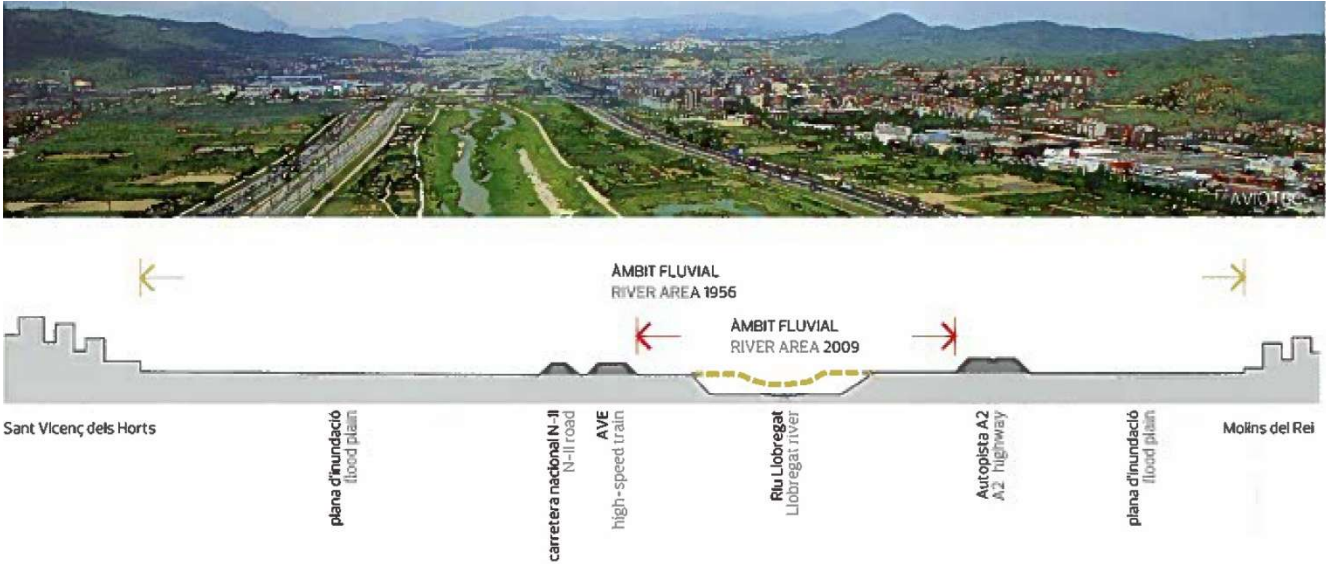 ÀMBIT FLUVIAL
RIVER AREA 1956
ÀMBIT FLUVIAL
RIVER AREA 2009
Sant Vicenç dels Horts
plana d'inundació
flood plain
carretera nacional N-II
N-II road
AVE
high-speed train
Riu Llobregat
Llobregat river
Autopista A2
A2 highway
plana d'inundació
flood plain
Molins del Rei